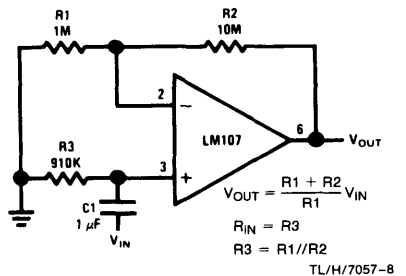 R1
1M
R2
10M
2
−
LM107
6
VOUT
R3
910K
3
+
C1
1 μF
VIN
VOUT = R1 + R2 / R1 VIN
RIN = R3
R3 = R1//R2
TL/H/7057–8